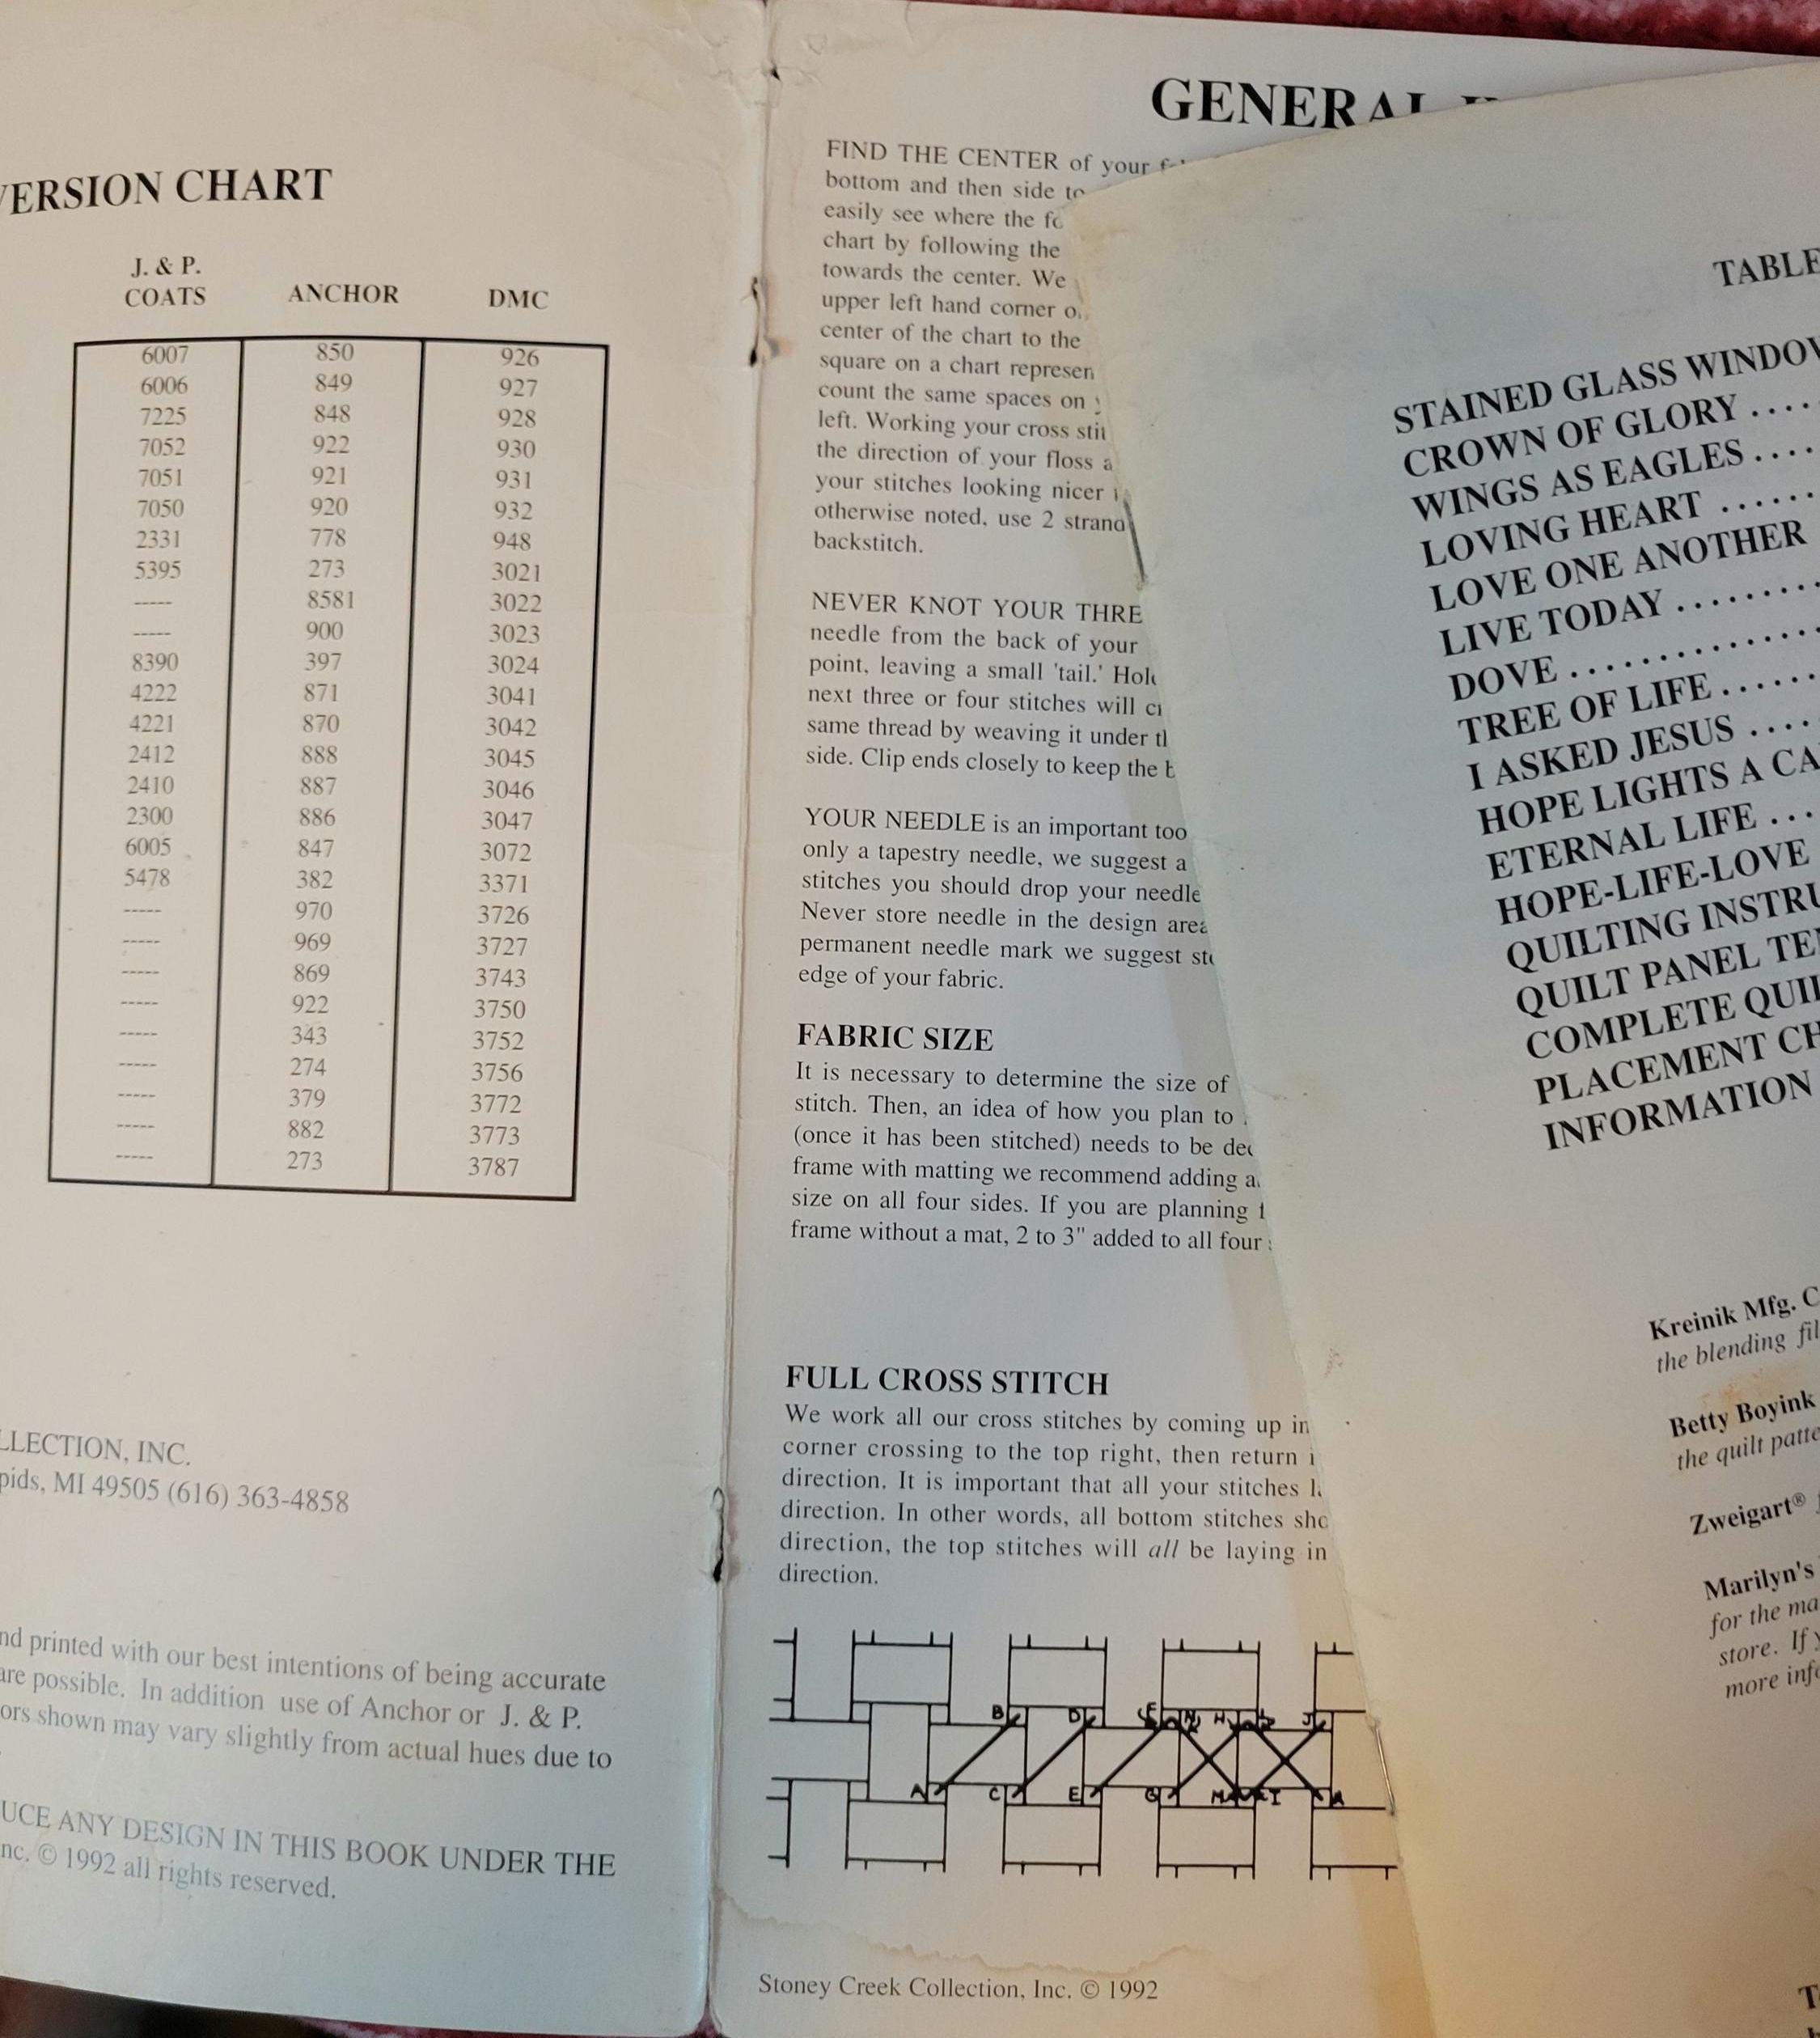 VERSION CHART
J. & P.
COATS ANCHOR DMC
6007 850 926
6006 849 927
7225 848 928
7052 922 930
7051 921 931
7050 920 932
2331 778 948
5395 273 3021
----- 8581 3022
----- 900 3023
8390 397 3024
4222 871 3041
4221 870 3042
2412 888 3045
2410 887 3046
2300 886 3047
6005 847 3072
5478 382 3371
----- 970 3726
----- 969 3727
----- 869 3743
----- 922 3750
----- 343 3752
----- 274 3756
----- 379 3772
----- 882 3773
----- 273 3787
LLECTION, INC.
pids, MI 49505 (616) 363-4858
nd printed with our best intentions of being accurate
are possible. In addition use of Anchor or J. & P.
ors shown may vary slightly from actual hues due to
UCE ANY DESIGN IN THIS BOOK UNDER THE
nc. © 1992 all rights reserved.
GENERAL
FIND THE CENTER of your
bottom and then side to
easily see where the
chart by following the
towards the center. We
upper left hand corner
center of the chart to the
square on a chart represen
count the same spaces on
left. Working your cross stit
the direction of your floss
your stitches looking nicer
otherwise noted, use 2 strand
backstitch.
NEVER KNOT YOUR THRE
needle from the back of your
point, leaving a small 'tail.' Hol
next three or four stitches will
same thread by weaving it under
side. Clip ends closely to keep the
YOUR NEEDLE is an important too
only a tapestry needle, we suggest a
stitches you should drop your needle
Never store needle in the design area
permanent needle mark we suggest
edge of your fabric.
FABRIC SIZE
It is necessary to determine the size of
stitch. Then, an idea of how you plan to
(once it has been stitched) needs to be
frame with matting we recommend adding
size on all four sides. If you are planning
frame without a mat, 2 to 3" added to all four
FULL CROSS STITCH
We work all our cross stitches by coming up in
corner crossing to the top right, then return
direction. It is important that all your stitches
direction. In other words, all bottom stitches
direction, the top stitches will all be laying in
direction.
B D J
A C E G
Stoney Creek Collection, Inc. © 1992
TABLE
STAINED GLASS WINDOW
CROWN OF GLORY ....
WINGS AS EAGLES ....
LOVING HEART .....
LOVE ONE ANOTHER
LIVE TODAY .........
DOVE ...............
TREE OF LIFE ......
I ASKED JESUS ....
HOPE LIGHTS A CA
ETERNAL LIFE ...
HOPE-LIFE-LOVE
QUILTING INSTRU
QUILT PANEL TE
COMPLETE QUIL
PLACEMENT CH
INFORMATION
Kreinik Mfg. C
the blending fil
Betty Boyink
the quilt patte
Zweigart®
Marilyn's
for the ma
store. If
more info